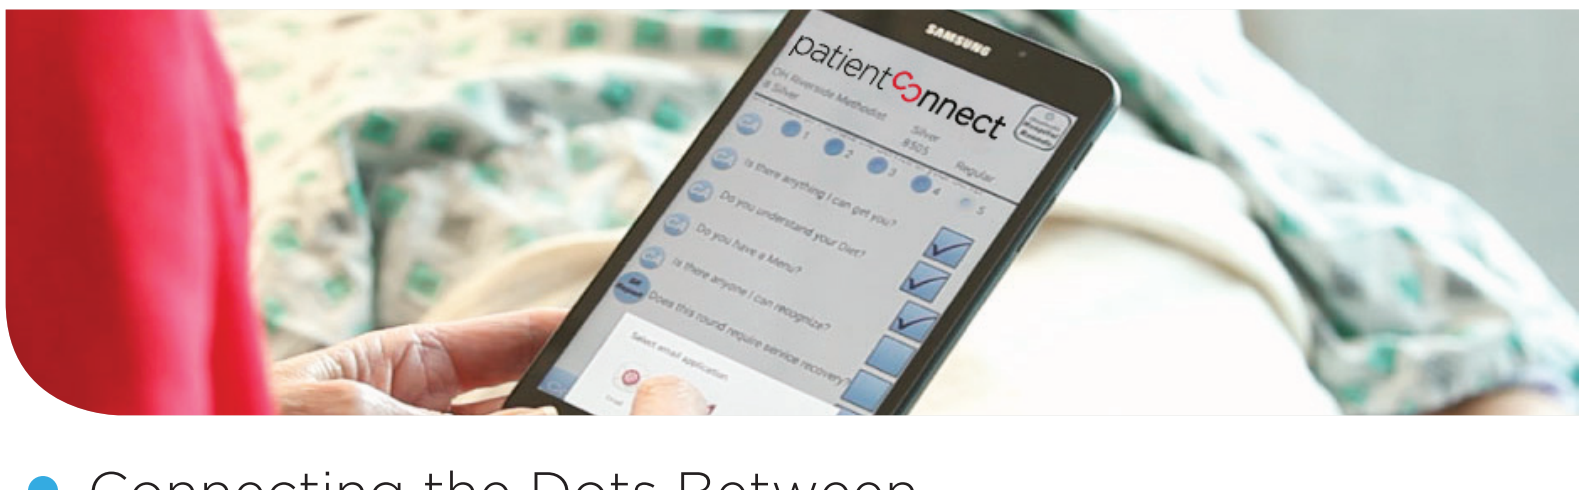 SAMSUNG
patientConnect
OH Riverside Methodist
8 Silver
Silver
8505
Regular
1
2
3
4
5
Is there anything I can get you?
Do you understand your Diet?
Do you have a Menu?
Is there anyone I can recognize?
Does this round require service recovery?
Select email application
Connecting the Dots Between